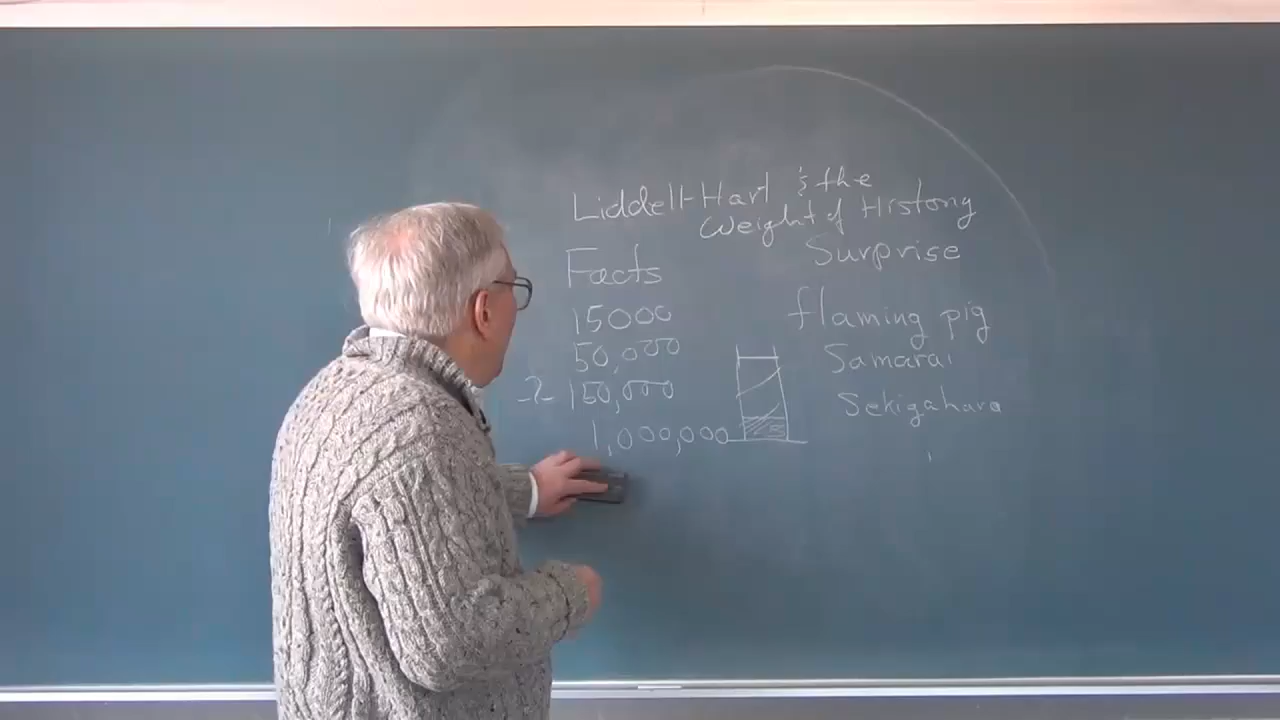 Liddell-Hart & the
Weight of History
Surprise
Facts
15000
50,000
-2- 150,000
1,000,000
flaming pig
Samarai
Sekigahara